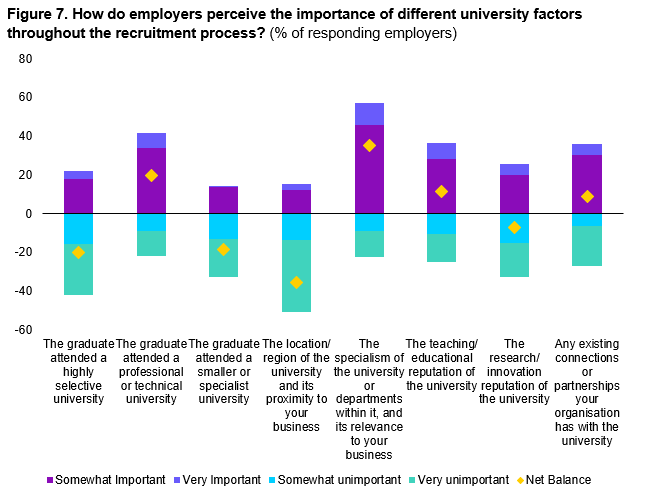 Figure 7. How do employers perceive the importance of different university factors
throughout the recruitment process? (% of responding employers)
80
60
40
20
0
-20
-40
-60
The graduate
attended a
highly
selective
university
The graduate
attended a
professional
or technical
university
The graduate
attended a
smaller or
specialist
university
The location/
region of the
university
and its
proximity to
your
business
The
specialism of
the university
or
departments
within it, and
its relevance
to your
business
The teaching/
educational
reputation of
the university
The
research/
innovation
reputation of
the university
Any existing
connections
or
partnerships
your
organisation
has with the
university
Somewhat Important Very Important Somewhat unimportant Very unimportant Net Balance